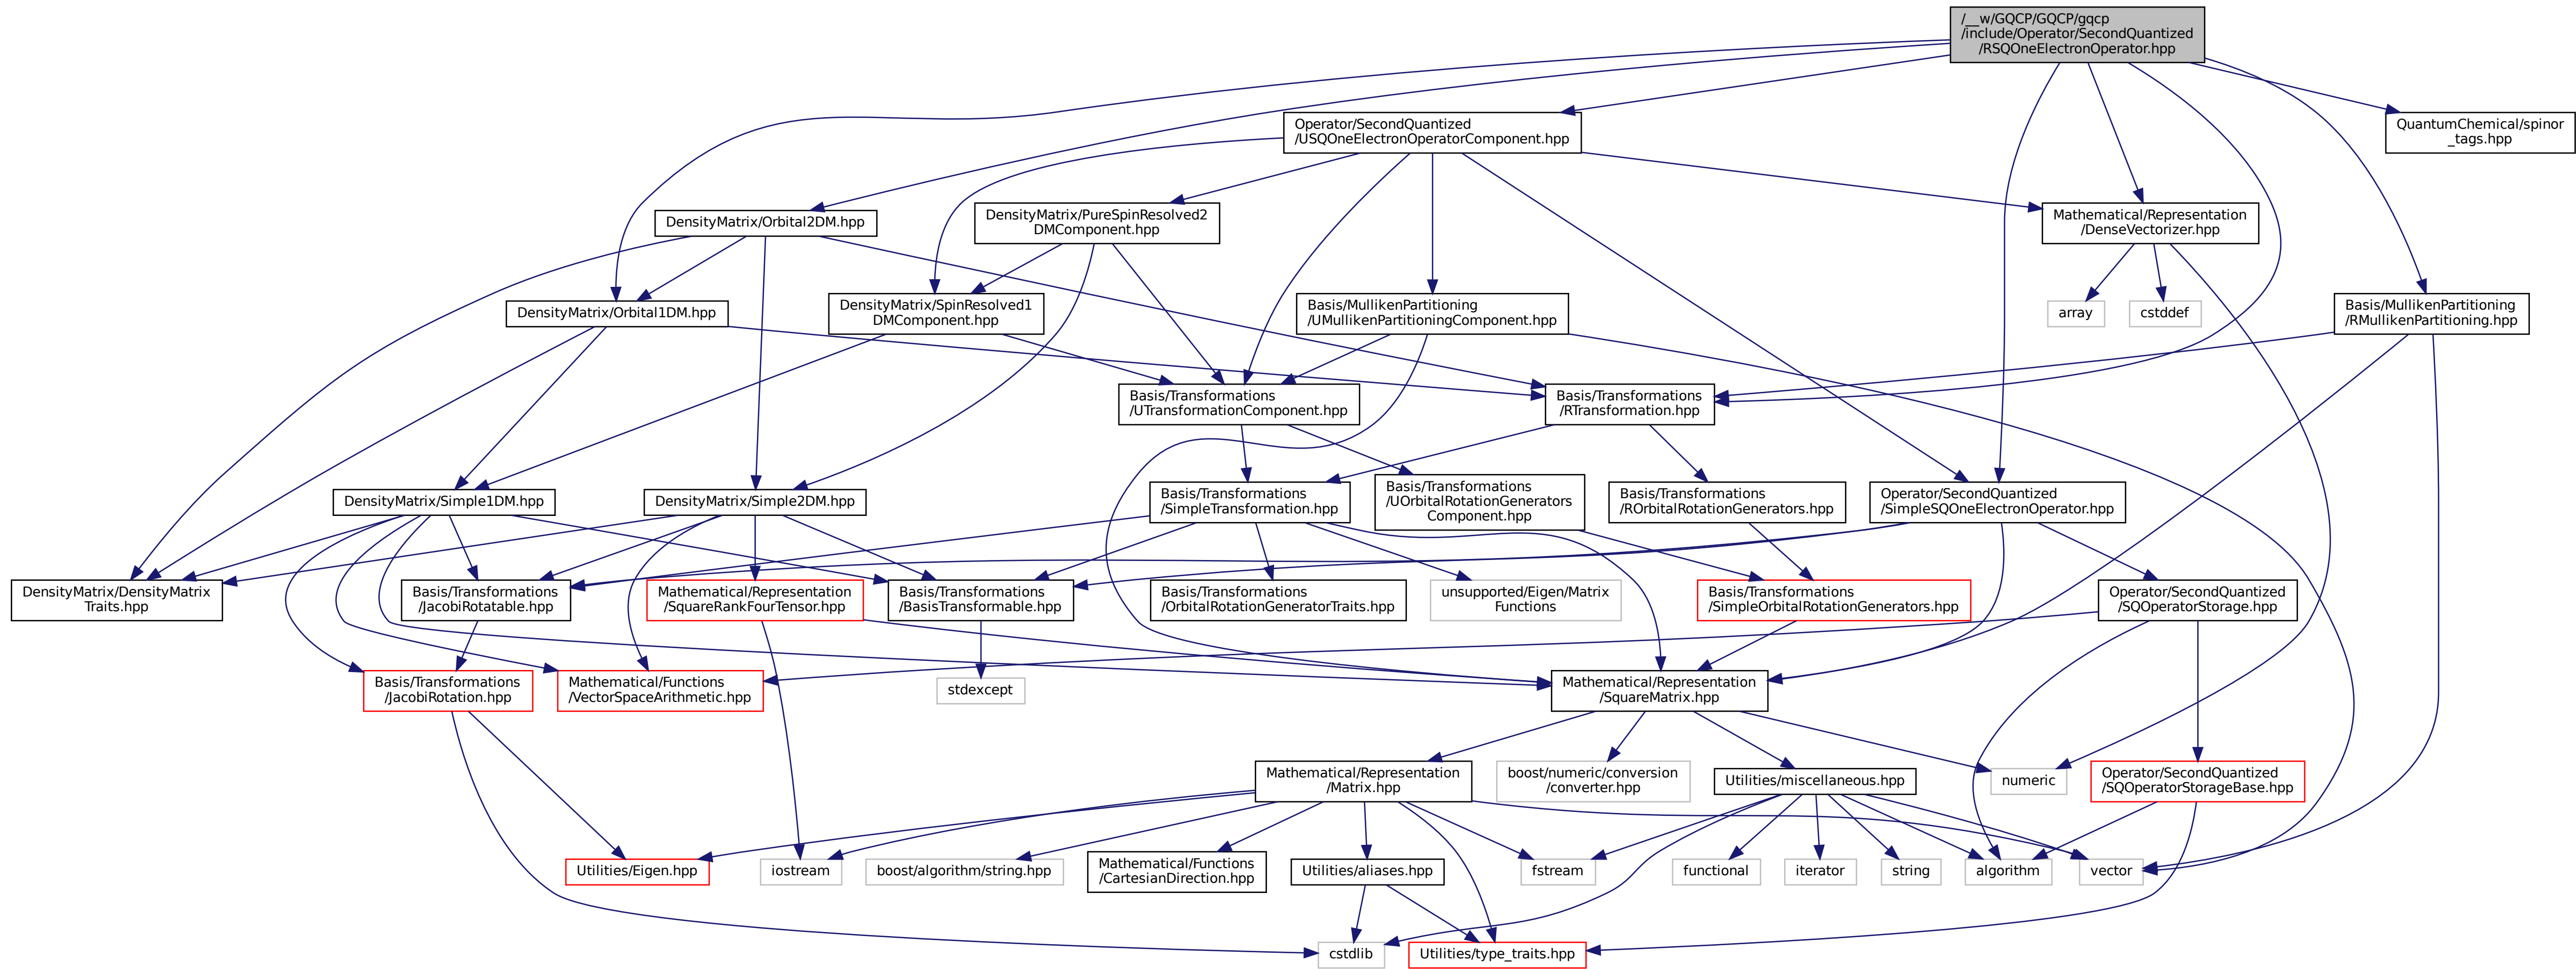 /__w/GQCP/GQCP/gqcp
/include/Operator/SecondQuantized
/RSQOneElectronOperator.hpp
Operator/SecondQuantized
/USQOneElectronOperatorComponent.hpp
QuantumChemical/spinor
_tags.hpp
DensityMatrix/Orbital2DM.hpp
DensityMatrix/PureSpinResolved2
DMComponent.hpp
Mathematical/Representation
/DenseVectorizer.hpp
DensityMatrix/Orbital1DM.hpp
DensityMatrix/SpinResolved1
DMComponent.hpp
Basis/MullikenPartitioning
/UMullikenPartitioningComponent.hpp
array
cstddef
Basis/MullikenPartitioning
/RMullikenPartitioning.hpp
Basis/Transformations
/UTransformationComponent.hpp
Basis/Transformations
/RTransformation.hpp
DensityMatrix/Simple1DM.hpp
DensityMatrix/Simple2DM.hpp
Basis/Transformations
/SimpleTransformation.hpp
Basis/Transformations
/UOrbitalRotationGenerators
Component.hpp
Basis/Transformations
/ROrbitalRotationGenerators.hpp
Operator/SecondQuantized
/SimpleSQOneElectronOperator.hpp
DensityMatrix/DensityMatrix
Traits.hpp
Basis/Transformations
/JacobiRotatable.hpp
Mathematical/Representation
/SquareRankFourTensor.hpp
Basis/Transformations
/BasisTransformable.hpp
Basis/Transformations
/OrbitalRotationGeneratorTraits.hpp
unsupported/Eigen/Matrix
Functions
Basis/Transformations
/SimpleOrbitalRotationGenerators.hpp
Operator/SecondQuantized
/SQOperatorStorage.hpp
Basis/Transformations
/JacobiRotation.hpp
Mathematical/Functions
/VectorSpaceArithmetic.hpp
stdexcept
Mathematical/Representation
/SquareMatrix.hpp
Mathematical/Representation
/Matrix.hpp
boost/numeric/conversion
/converter.hpp
Utilities/miscellaneous.hpp
numeric
Operator/SecondQuantized
/SQOperatorStorageBase.hpp
Utilities/Eigen.hpp
iostream
boost/algorithm/string.hpp
Mathematical/Functions
/CartesianDirection.hpp
Utilities/aliases.hpp
fstream
functional
iterator
string
algorithm
vector
cstdlib
Utilities/type_traits.hpp